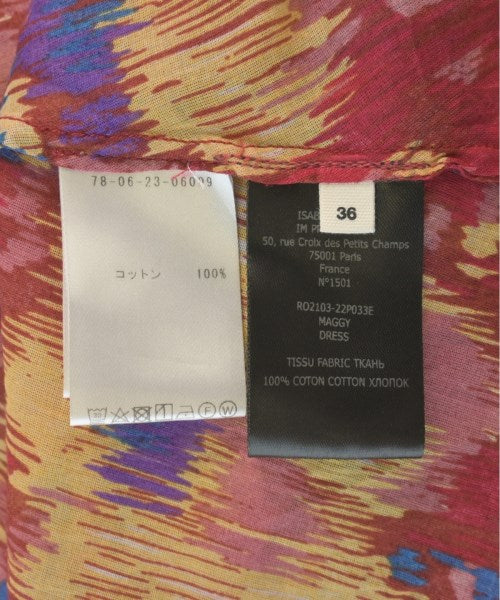 78-06-23-06009
コットン 100%
F W
36
ISAB
IM PR
50, rue Croix des Petits Champs
75001 Paris
France
N°1501
RO2103-22P033E
MAGGY
DRESS
TISSU FABRIC ТКАНЬ
100% COTON COTTON ХЛОПОК